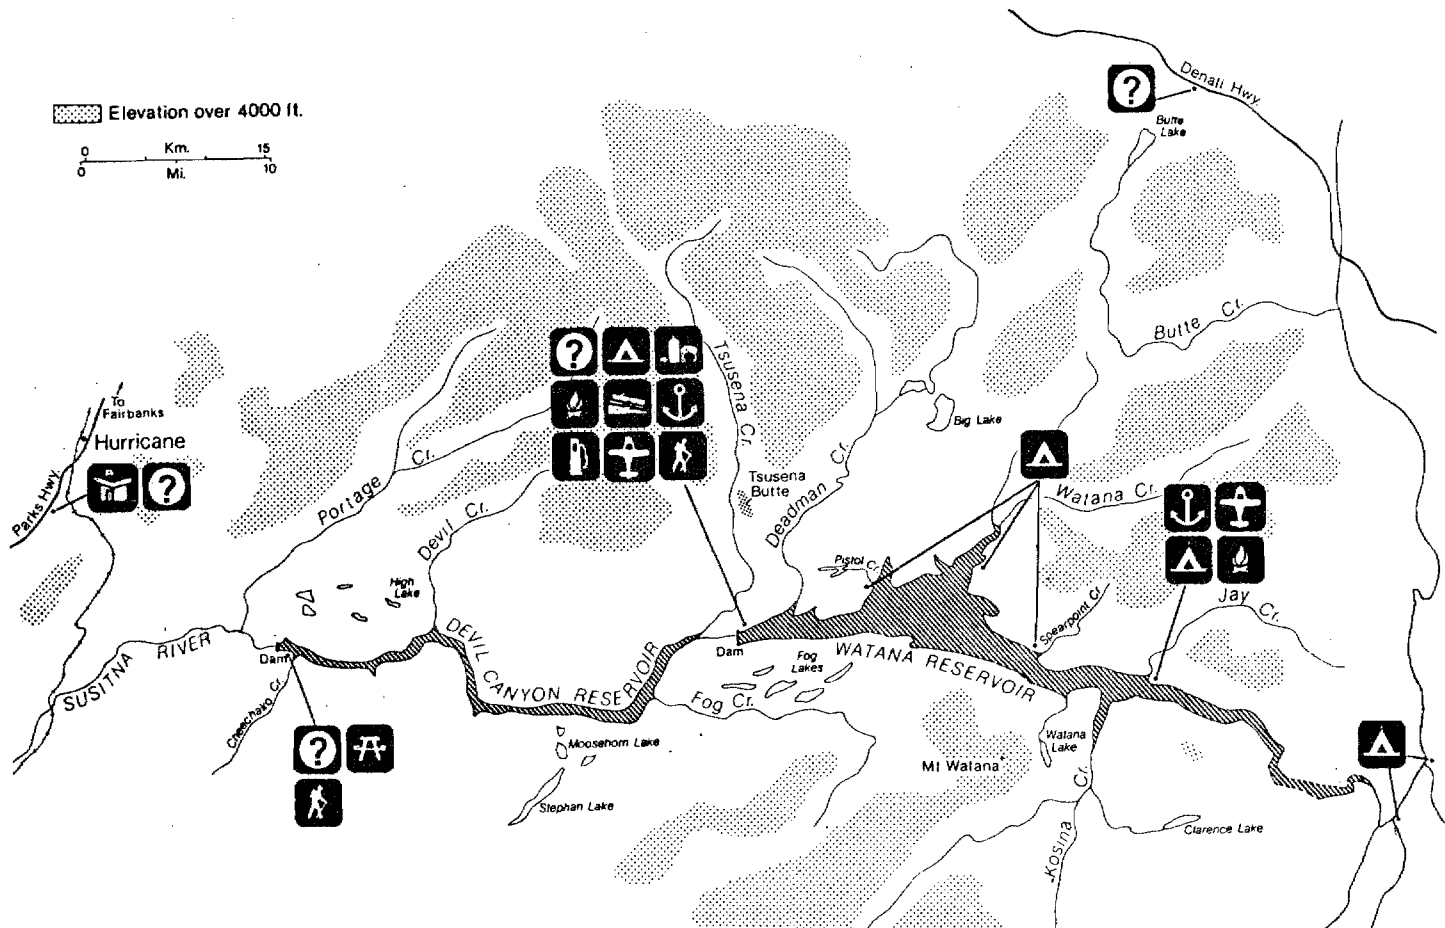 Denali Hwy.
?
Butte
Lake
Elevation over 4000 ft.
0 Km. 15
0 Mi. 10
Butte Cr.
To
Fairbanks
Hurricane
Parks Hwy.
?
?
Tsusena Cr.
Big Lake
Portage Cr.
Devil Cr.
Tsusena
Butte
Deadman Cr.
Watana Cr.
Pistol Cr.
High
Lake
Spearpoint Cr.
Jay Cr.
SUSITNA RIVER
Dam
DEVIL CANYON RESERVOIR
Dam
Fog
Lakes
WATANA RESERVOIR
Fog Cr.
Cheechako Cr.
?
Moosehorn Lake
Stephan Lake
Mt Watana
Watana
Lake
Kosina Cr.
Clarence Lake